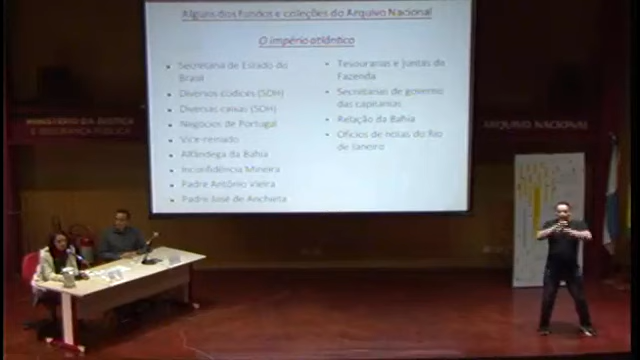 Alguns dos fundos e coleções do Arquivo Nacional
O império atlântico
Secretaria de Estado do
Brasil
Diversos códices (SDH)
Diversas caixas (SDH)
Negócios de Portugal
Vice-reinado
Alfândega da Bahia
Inconfidência Mineira
Padre Antônio Vieira
Padre José de Anchieta
Tesourarias e Juntas da
Fazenda
Secretarias de governo
das capitanias
Relação da Bahia
Ofícios de notas do Rio
de Janeiro
MINISTÉRIO DA JUSTIÇA
E SEGURANÇA PÚBLICA
ARQUIVO NACIONAL